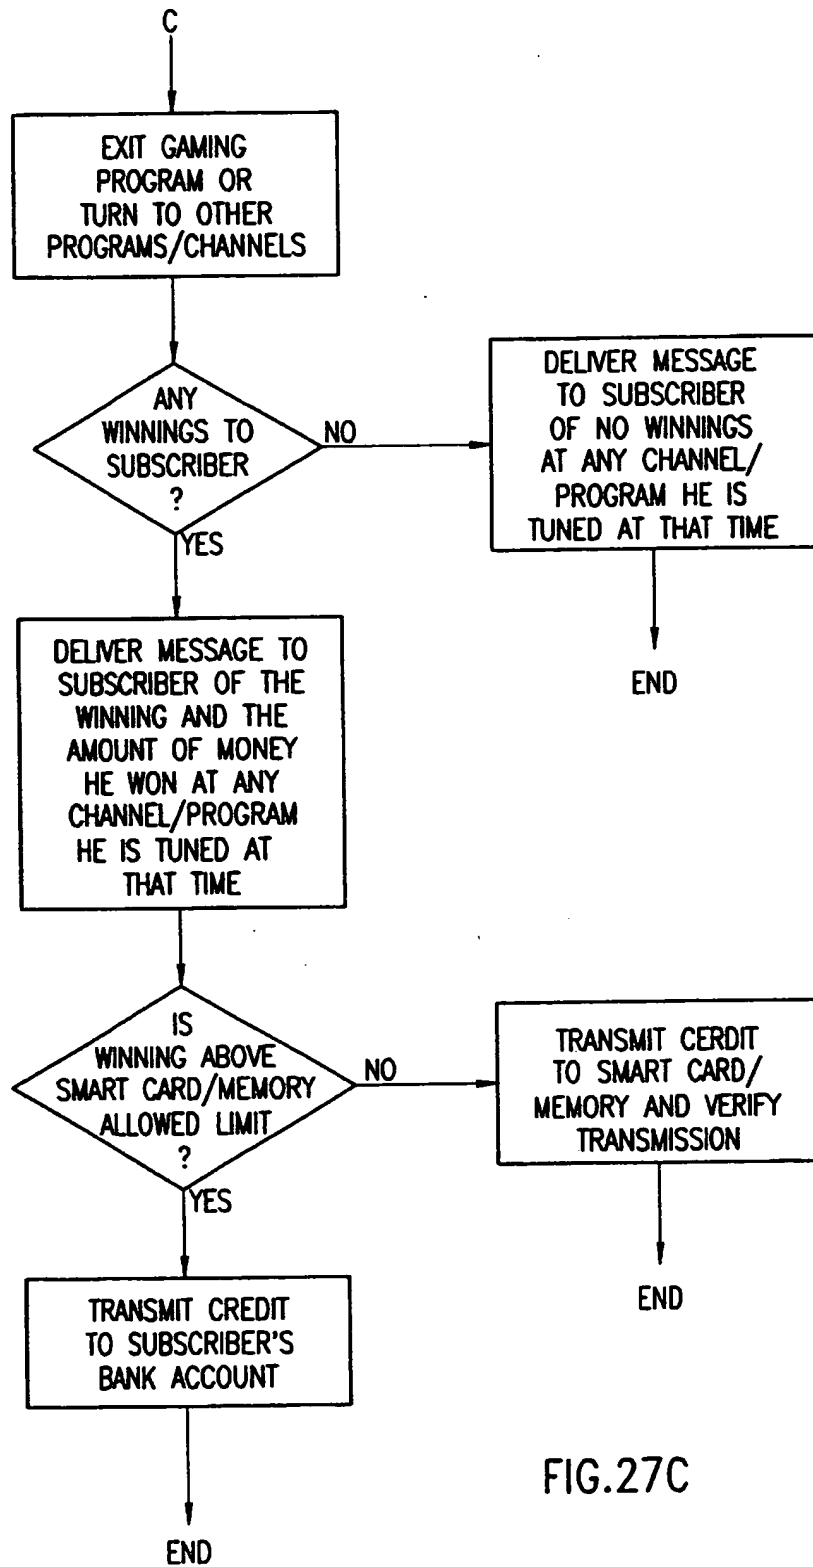 C
EXIT GAMING
PROGRAM OR
TURN TO OTHER
PROGRAMS/CHANNELS
ANY
WINNINGS TO
SUBSCRIBER
?
NO
DELIVER MESSAGE
TO SUBSCRIBER
OF NO WINNINGS
AT ANY CHANNEL/
PROGRAM HE IS
TUNED AT THAT TIME
END
YES
DELIVER MESSAGE TO
SUBSCRIBER OF THE
WINNING AND THE
AMOUNT OF MONEY
HE WON AT ANY
CHANNEL/PROGRAM
HE IS TUNED AT
THAT TIME
IS
WINNING ABOVE
SMART CARD/MEMORY
ALLOWED LIMIT
?
NO
TRANSMIT CERDIT
TO SMART CARD/
MEMORY AND VERIFY
TRANSMISSION
END
YES
TRANSMIT CREDIT
TO SUBSCRIBER'S
BANK ACCOUNT
END
FIG.27C